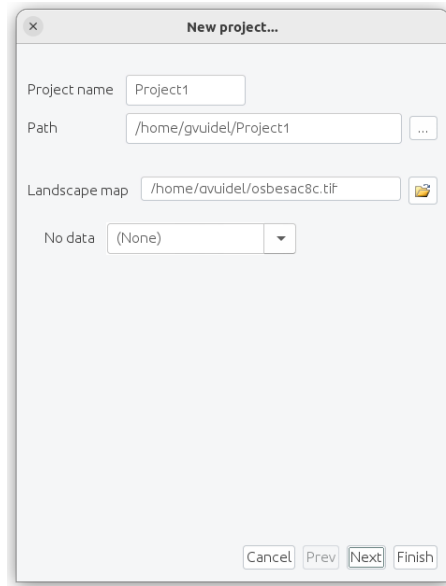 New project...
Project name Project1
Path /home/gvuidel/Project1 ...
Landscape map /home/gvuidel/osbesac8c.tif
No data (None)
Cancel Prev Next Finish